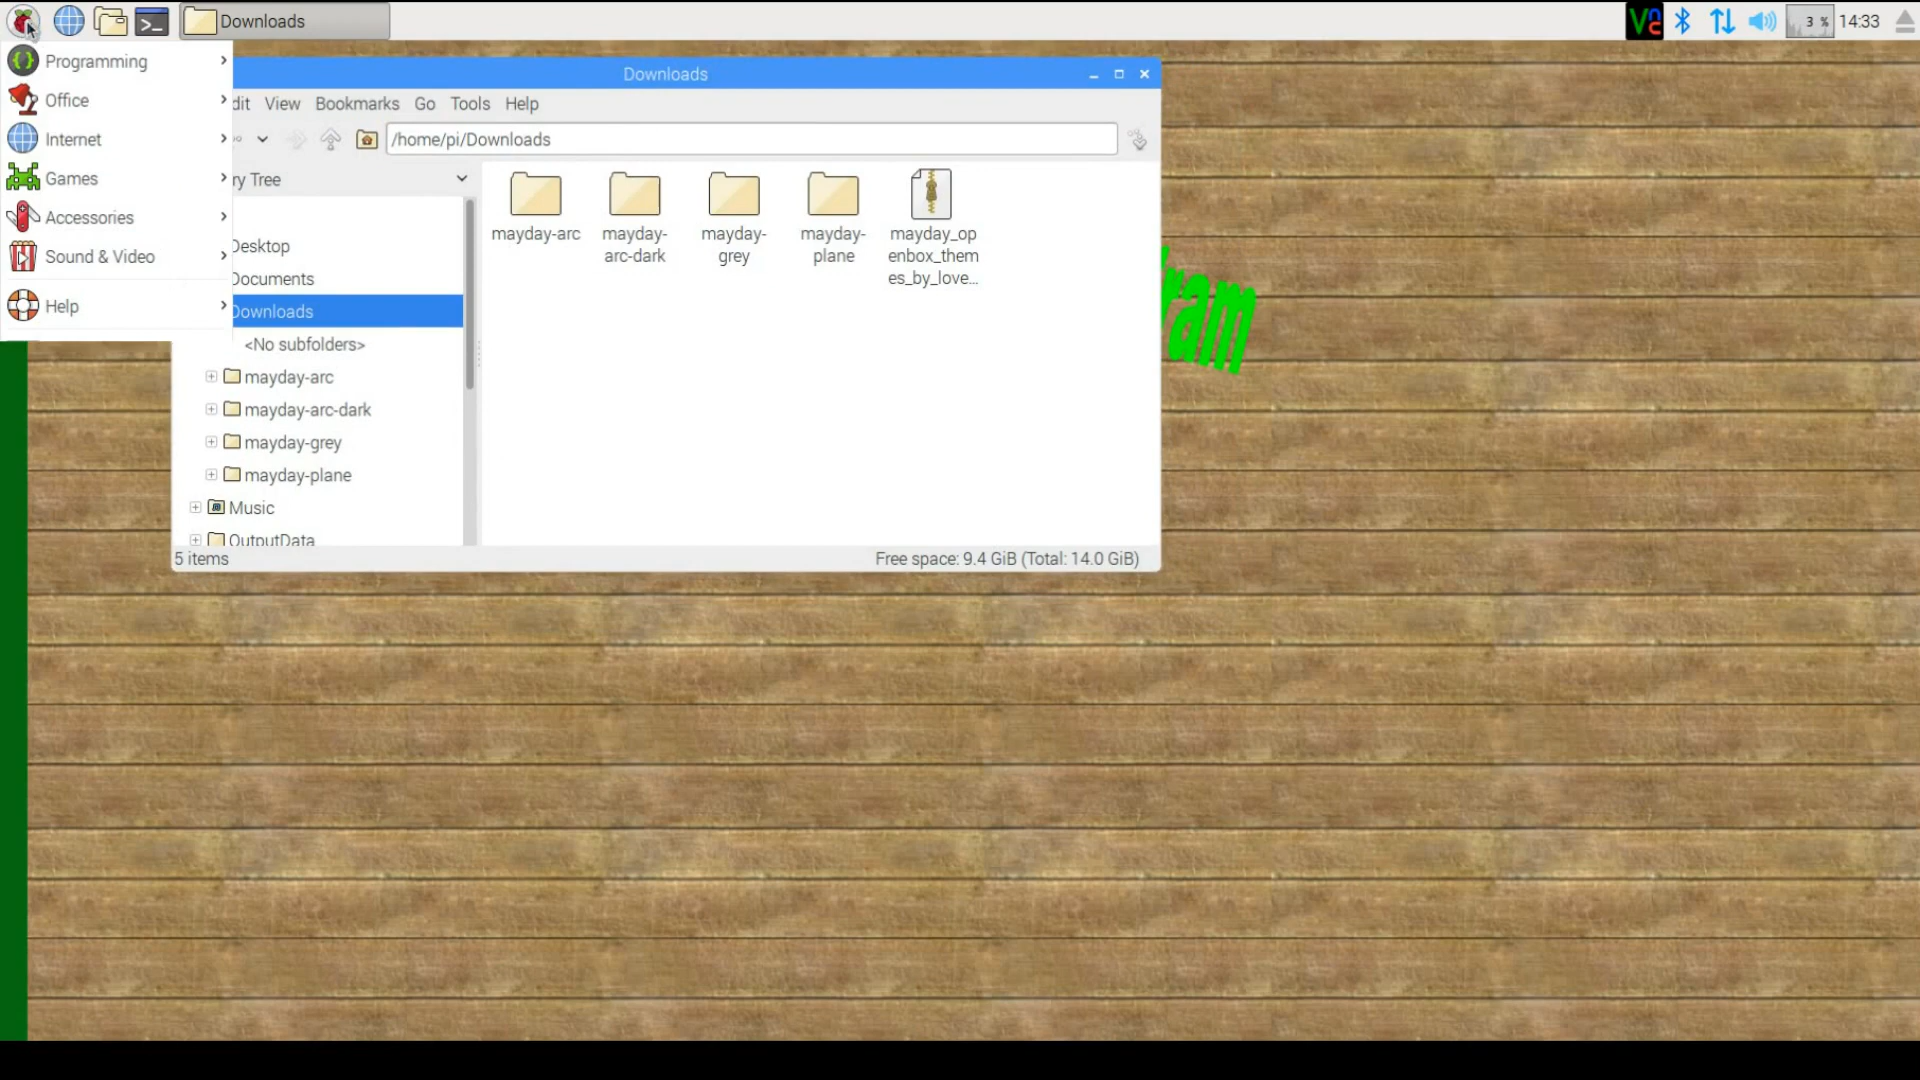 Downloads
3 %
14:33
Programming
Office
Internet
Games
Accessories
Sound & Video
Help
Downloads
dit View Bookmarks Go Tools Help
/home/pi/Downloads
ry Tree
Desktop
Documents
Downloads
<No subfolders>
mayday-arc
mayday-arc-dark
mayday-grey
mayday-plane
Music
OutputData
mayday-arc
mayday-
arc-dark
mayday-
grey
mayday-
plane
mayday_op
enbox_them
es_by_love...
5 items
Free space: 9.4 GiB (Total: 14.0 GiB)
ram